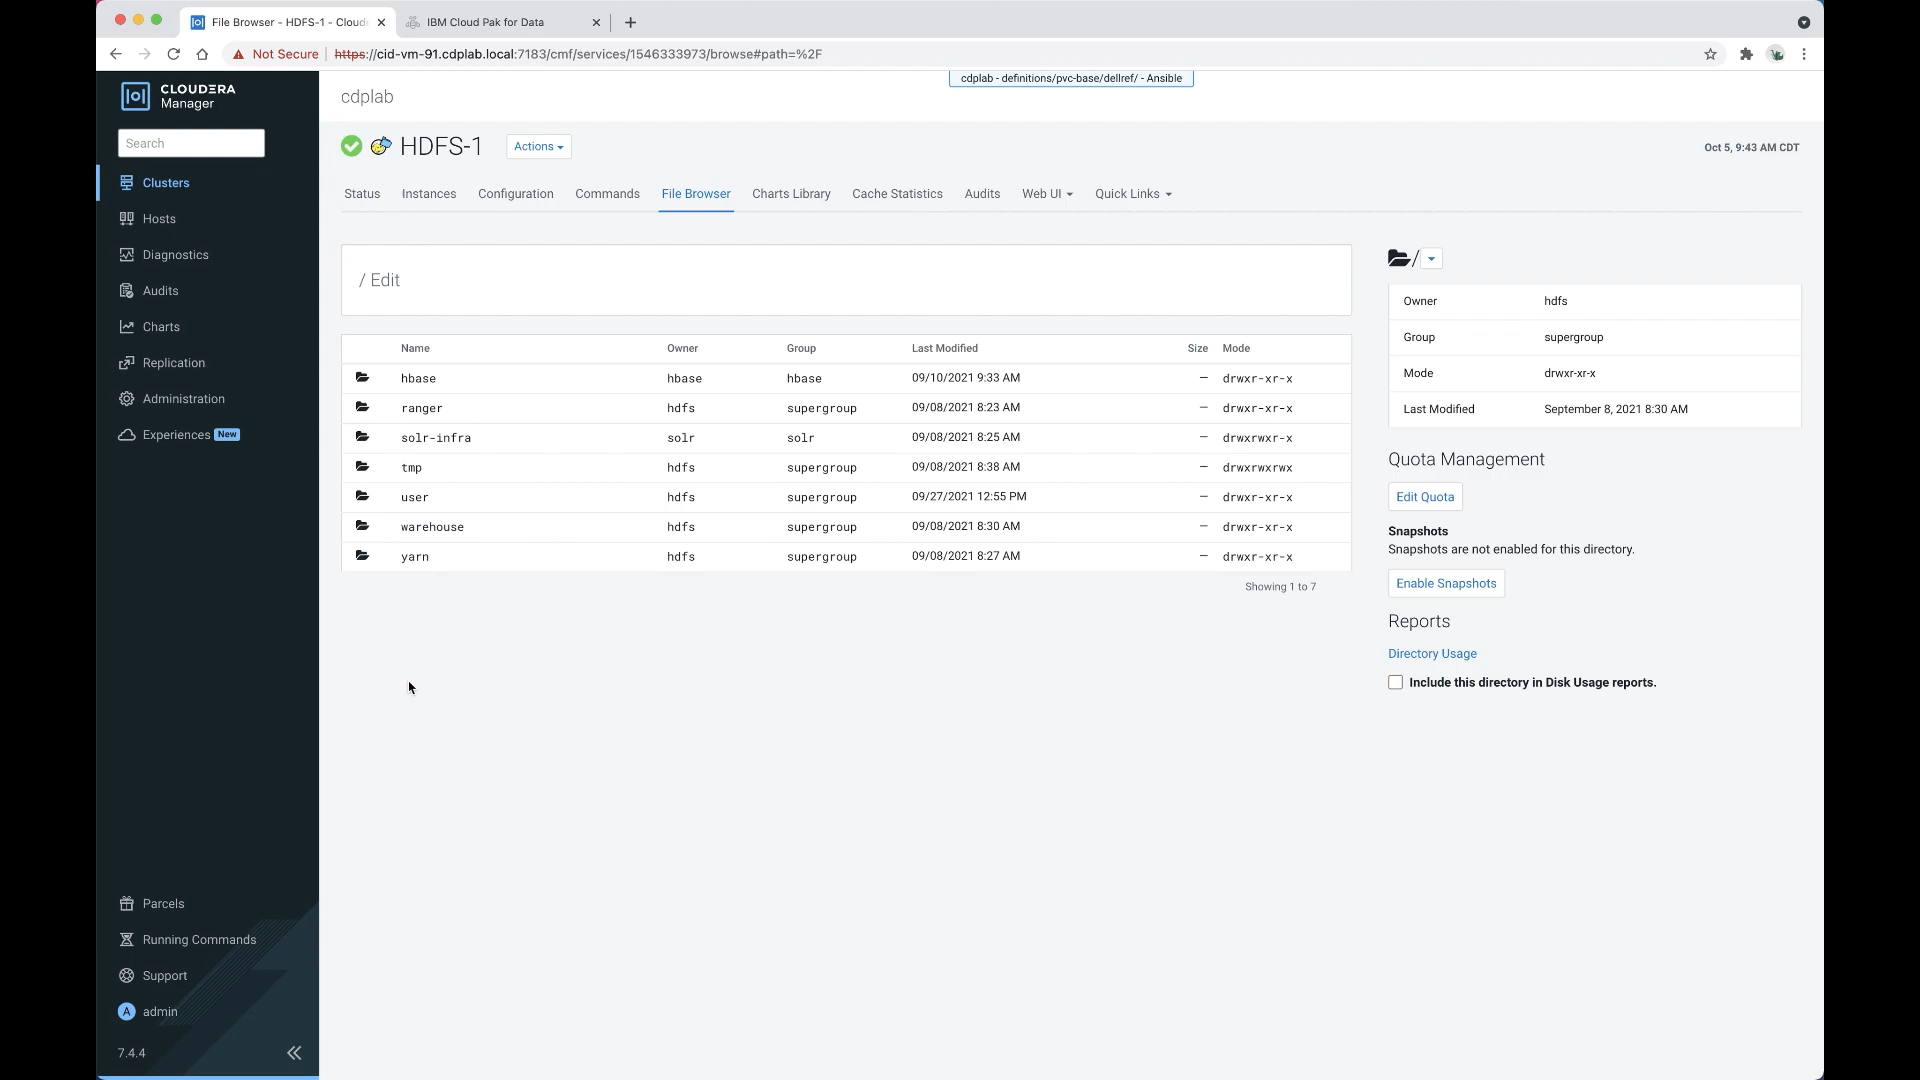 File Browser - HDFS-1 - Cloud
IBM Cloud Pak for Data
Not Secure | https://cid-vm-91.cdplab.local:7183/cmf/services/1546333973/browse#path=%2F
CLOUDERA
Manager
cdplab - definitions/pvc-base/dellref/ - Ansible
cdplab
Search
HDFS-1
Actions
Oct 5, 9:43 AM CDT
Clusters
Hosts
Diagnostics
Audits
Charts
Replication
Administration
Experiences New
Status Instances Configuration Commands File Browser Charts Library Cache Statistics Audits Web UI Quick Links
/ Edit
Name Owner Group Last Modified Size Mode
hbase hbase hbase 09/10/2021 9:33 AM — drwxr-xr-x
ranger hdfs supergroup 09/08/2021 8:23 AM — drwxr-xr-x
solr-infra solr solr 09/08/2021 8:25 AM — drwxrwxr-x
tmp hdfs supergroup 09/08/2021 8:38 AM — drwxrwxrwx
user hdfs supergroup 09/27/2021 12:55 PM — drwxr-xr-x
warehouse hdfs supergroup 09/08/2021 8:30 AM — drwxr-xr-x
yarn hdfs supergroup 09/08/2021 8:27 AM — drwxr-xr-x
Showing 1 to 7
/
Owner hdfs
Group supergroup
Mode drwxr-xr-x
Last Modified September 8, 2021 8:30 AM
Quota Management
Edit Quota
Snapshots
Snapshots are not enabled for this directory.
Enable Snapshots
Reports
Directory Usage
Include this directory in Disk Usage reports.
Parcels
Running Commands
Support
A admin
7.4.4